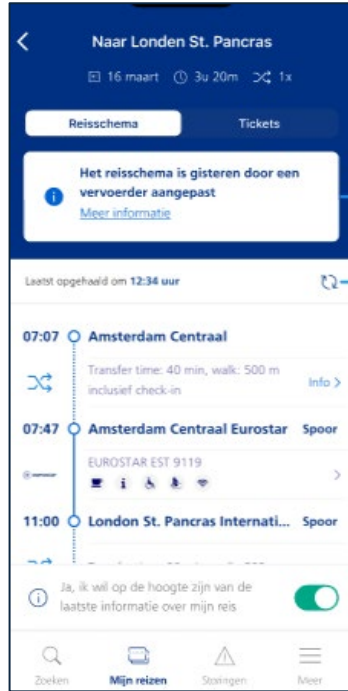 Naar Londen St. Pancras
16 maart 3u 20m 1x
Reisschema Tickets
Het reisschema is gisteren door een
vervoerder aangepast
Meer informatie
Laatst opgehaald om 12:34 uur
07:07 Amsterdam Centraal
Transfer time: 40 min, walk: 500 m
inclusief check-in
Info >
07:47 Amsterdam Centraal Eurostar Spoor
EUROSTAR EST 9119
11:00 London St. Pancras Internati... Spoor
Ja, ik wil op de hoogte zijn van de
laatste informatie over mijn reis
Zoeken Mijn reizen Storingen Meer